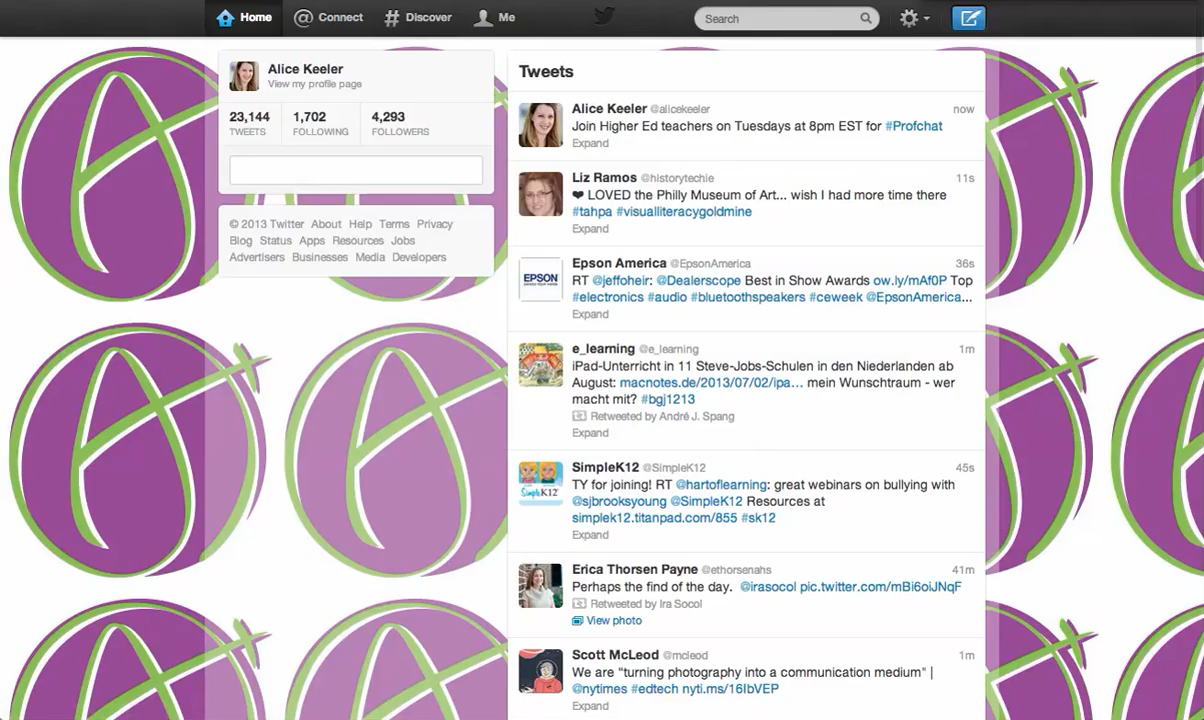 Home
Connect
Discover
Me
Search
Alice Keeler
View my profile page
23,144
1,702
4,293
TWEETS
FOLLOWING
FOLLOWERS
© 2013 Twitter About Help Terms Privacy
Blog Status Apps Resources Jobs
Advertisers Businesses Media Developers
Tweets
Alice Keeler @alicekeeler now
Join Higher Ed teachers on Tuesdays at 8pm EST for #Profchat
Expand
Liz Ramos @historytechie 11s
❤ LOVED the Philly Museum of Art... wish I had more time there
#tahpa #visualliteracygoldmine
Expand
EPSON
Epson America @EpsonAmerica 36s
RT @jeffoheir: @Dealerscope Best in Show Awards ow.ly/mAf0P Top
#electronics #audio #bluetoothspeakers #ceweek @EpsonAmerica...
Expand
e_learning @e_learning 1m
iPad-Unterricht in 11 Steve-Jobs-Schulen in den Niederlanden ab
August: macnotes.de/2013/07/02/ipa... mein Wunschtraum - wer
macht mit? #bgj1213
Retweeted by André J. Spang
Expand
Simple K12
SimpleK12 @SimpleK12 45s
TY for joining! RT @hartoflearning: great webinars on bullying with
@sjbrooksyoung @SimpleK12 Resources at
simplek12.titanpad.com/855 #sk12
Expand
Erica Thorsen Payne @ethorsenahs 41m
Perhaps the find of the day. @irasocol pic.twitter.com/mBi6oiJNqF
Retweeted by Ira Socol
View photo
Scott McLeod @mcleod 1m
We are "turning photography into a communication medium" |
@nytimes #edtech nyti.ms/16IbVEP
Expand